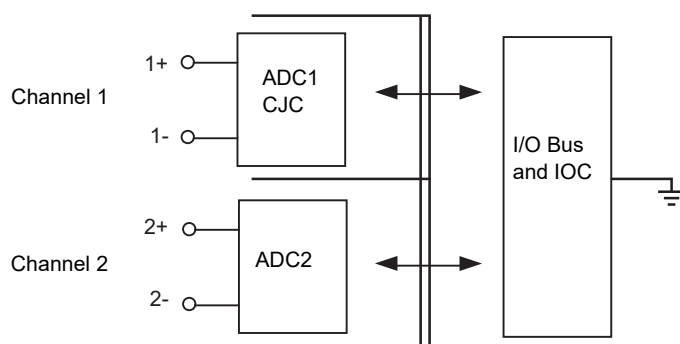 Channel 1
1+
1-
ADC1
CJC
I/O Bus
and IOC
Channel 2
2+
2-
ADC2